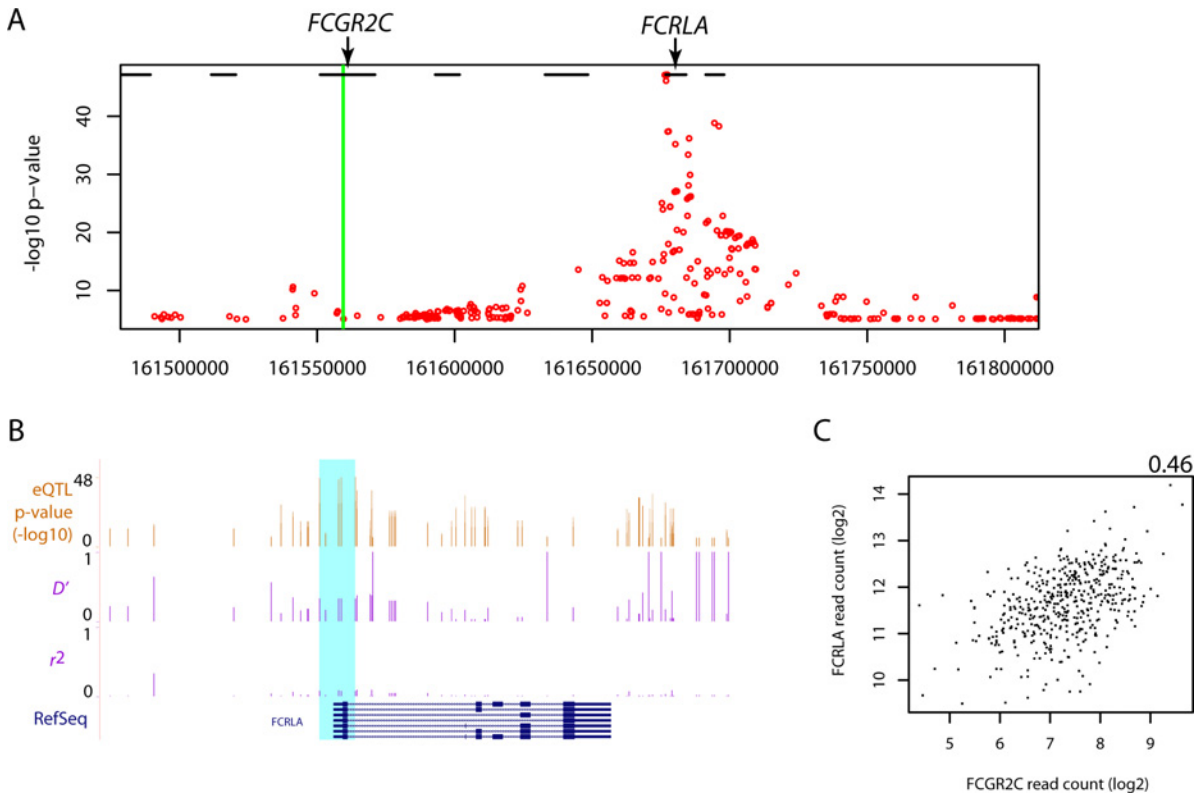 A
FCGR2C
FCRLA
-log10 p-value
40
30
20
10
161500000 161550000 161600000 161650000 161700000 161750000 161800000
B
48
eQTL
p-value
(-log10)
0
1
D'
0
1
r2
0
RefSeq
FCRLA
C
0.46
14
13
12
11
10
FCRLA read count (log2)
5 6 7 8 9
FCGR2C read count (log2)